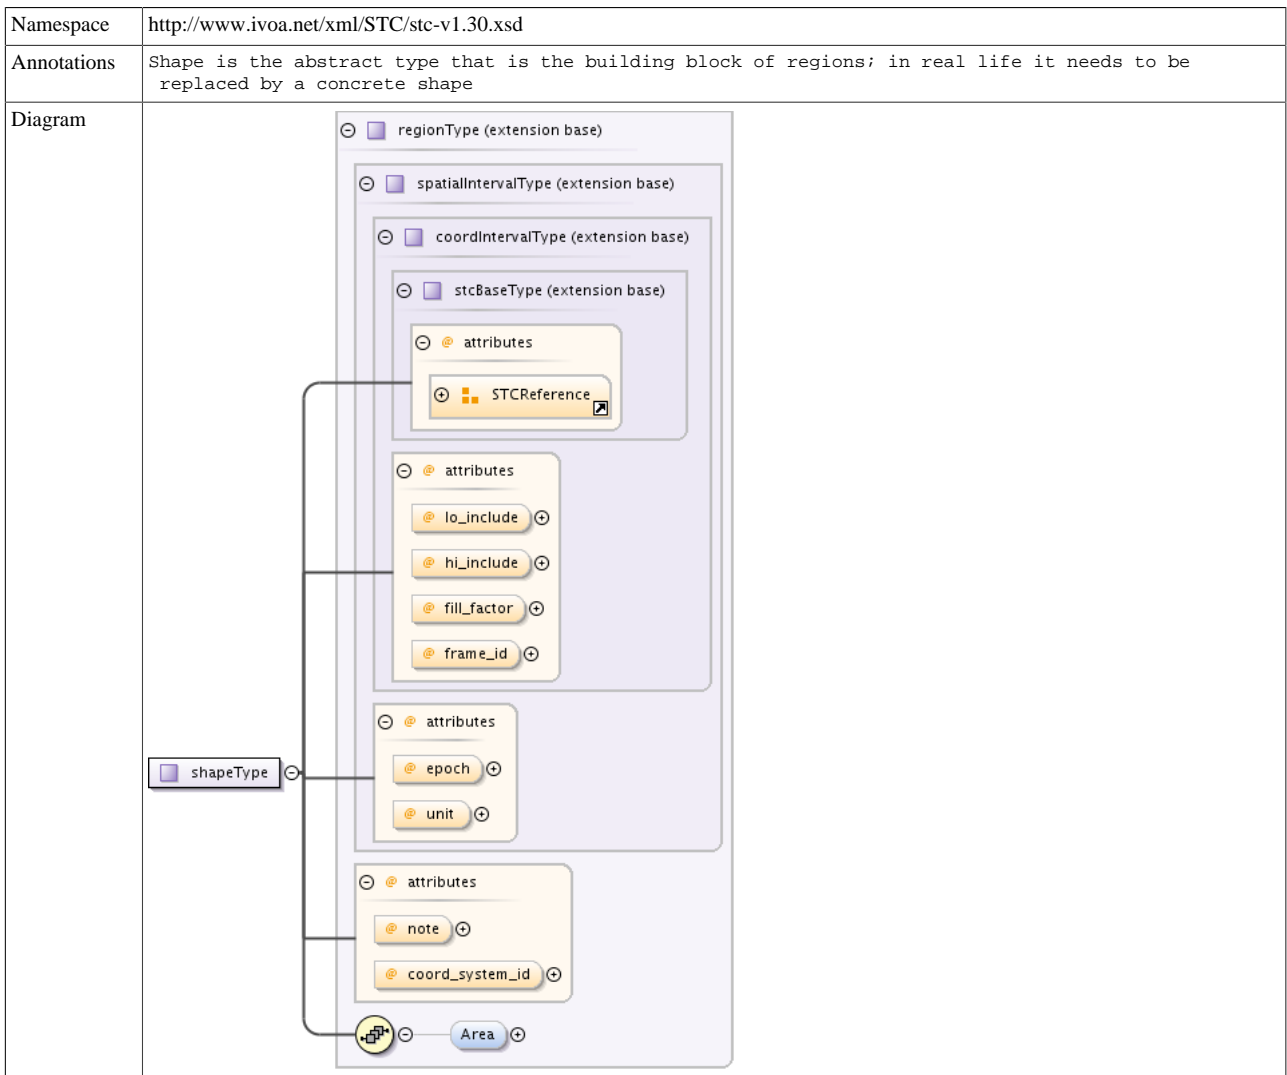 Namespace http://www.ivoa.net/xml/STC/stc-v1.30.xsd
Annotations Shape is the abstract type that is the building block of regions; in real life it needs to be
replaced by a concrete shape
Diagram
regionType (extension base)
spatialIntervalType (extension base)
coordIntervalType (extension base)
stcBaseType (extension base)
@ attributes
STCReference
@ attributes
@ lo_include
@ hi_include
@ fill_factor
@ frame_id
@ attributes
@ epoch
shapeType
@ unit
@ attributes
@ note
@ coord_system_id
Area